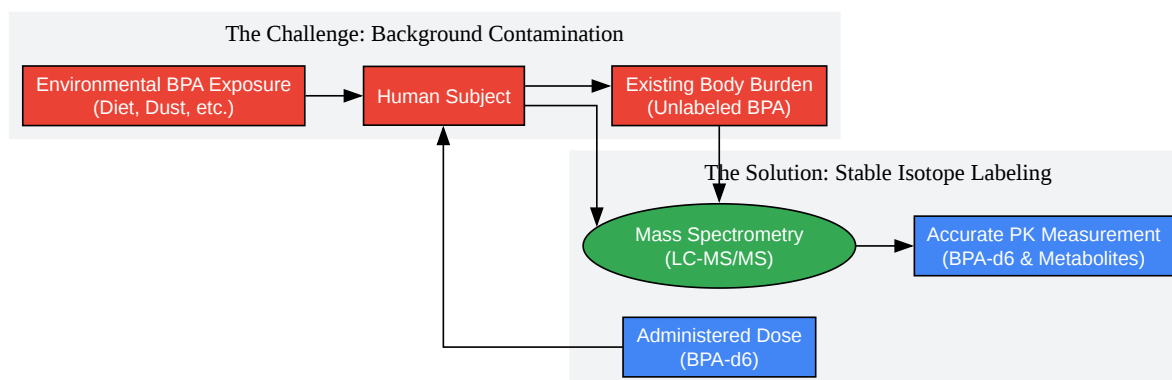 The Challenge: Background Contamination
Environmental BPA Exposure
(Diet, Dust, etc.)
Human Subject
Existing Body Burden
(Unlabeled BPA)
The Solution: Stable Isotope Labeling
Mass Spectrometry
(LC-MS/MS)
Accurate PK Measurement
(BPA-d6 & Metabolites)
Administered Dose
(BPA-d6)